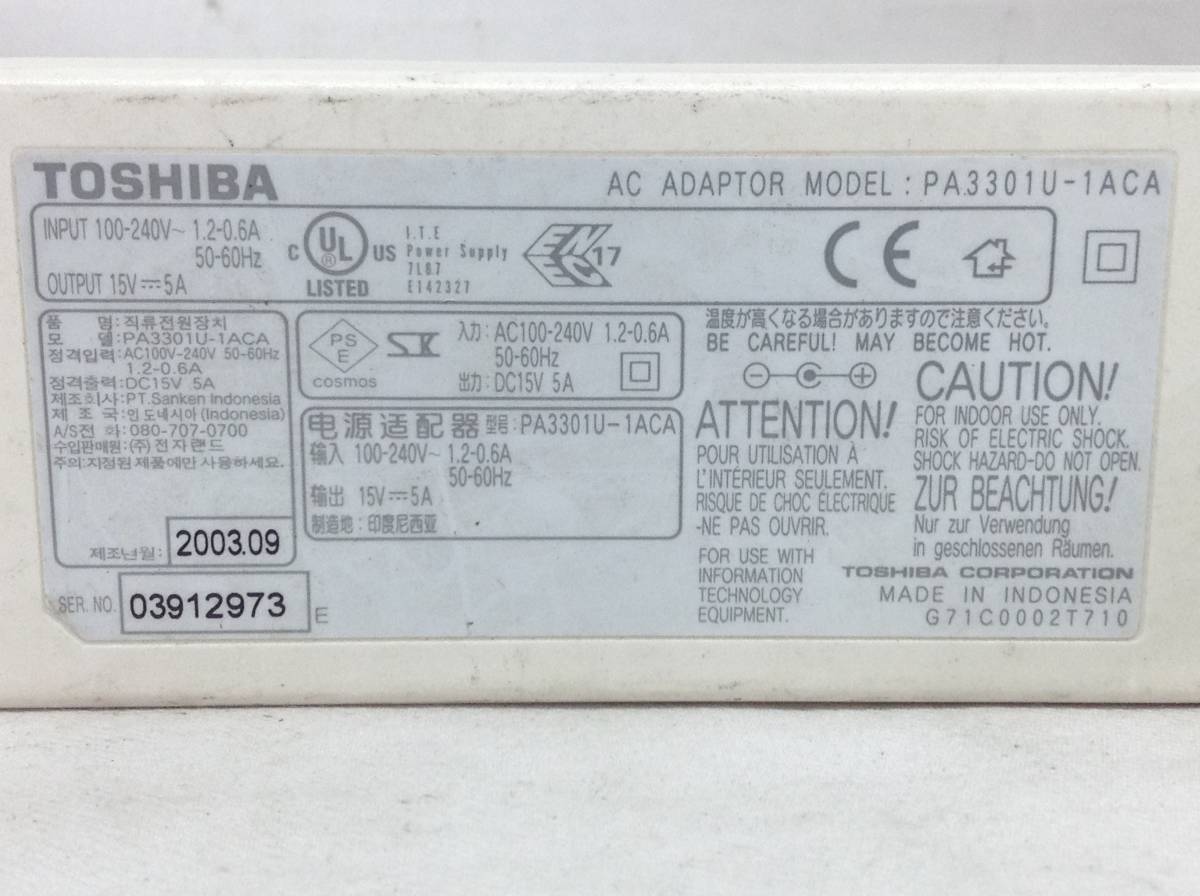 TOSHIBA
AC ADAPTOR MODEL : PA3301U-1ACA
INPUT 100-240V~ 1.2-0.6A
50-60Hz
OUTPUT 15V⎓5A
C UL US
®
LISTED
I.T.E
Power Supply
7L87
E142327
ENEC 17
CE
품 명:직류전원장치
모 델:PA3301U-1ACA
정격입력:AC100V-240V 50-60Hz
1.2-0.6A
정격출력:DC15V 5A
제조회사:PT.Sanken Indonesia
제 조 국:인도네시아(Indonesia)
A/S전 화:080-707-0700
수입판매원:(주)전자랜드
주의:지정된 제품에만 사용하세요.
제조년월: 2003.09
SER. NO. 03912973 E
PS
E
cosmos
SK
入力: AC100-240V 1.2-0.6A
50-60Hz
出力: DC15V 5A
电源适配器 型号: PA3301U-1ACA
输入 100-240V~ 1.2-0.6A
50-60Hz
输出 15V⎓5A
制造地: 印度尼西亚
温度が高くなる場合がありますので注意ください。
BE CAREFUL! MAY BECOME HOT.
ATTENTION!
POUR UTILISATION À
L'INTÉRIEUR SEULEMENT.
RISQUE DE CHOC ÉLECTRIQUE
-NE PAS OUVRIR.
FOR USE WITH
INFORMATION
TECHNOLOGY
EQUIPMENT.
CAUTION!
FOR INDOOR USE ONLY.
RISK OF ELECTRIC SHOCK.
SHOCK HAZARD-DO NOT OPEN.
ZUR BEACHTUNG!
Nur zur Verwendung
in geschlossenen Räumen.
TOSHIBA CORPORATION
MADE IN INDONESIA
G71C0002T710